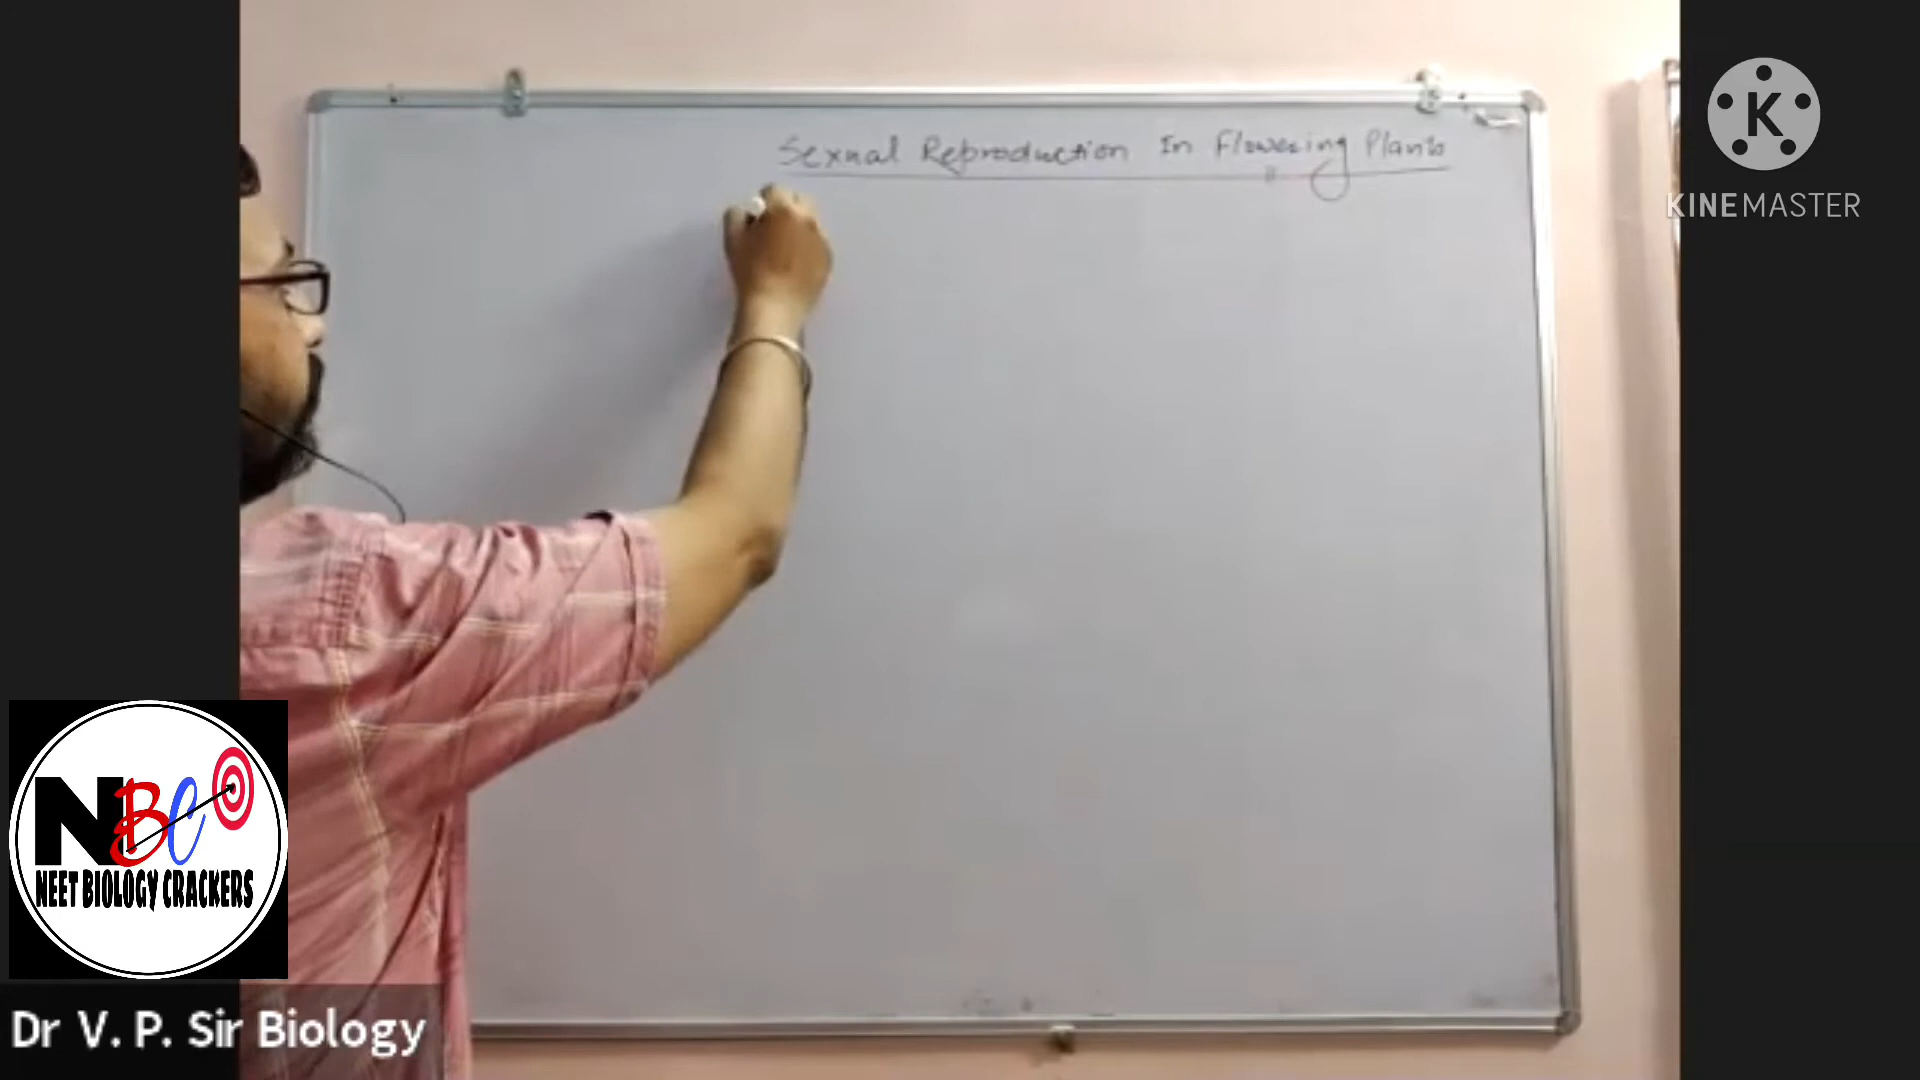 Sexual Reproduction In Flowering Plants
K
KINEMASTER
NBC
NEET BIOLOGY CRACKERS
Dr V. P. Sir Biology